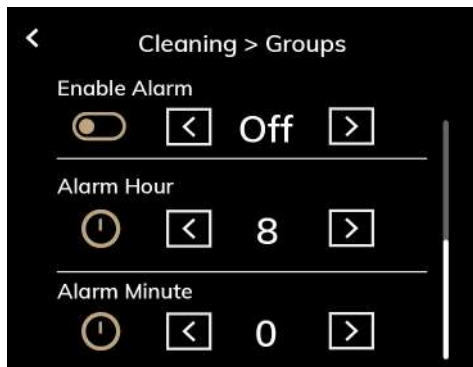 Cleaning > Groups
Enable Alarm
Off
Alarm Hour
8
Alarm Minute
0